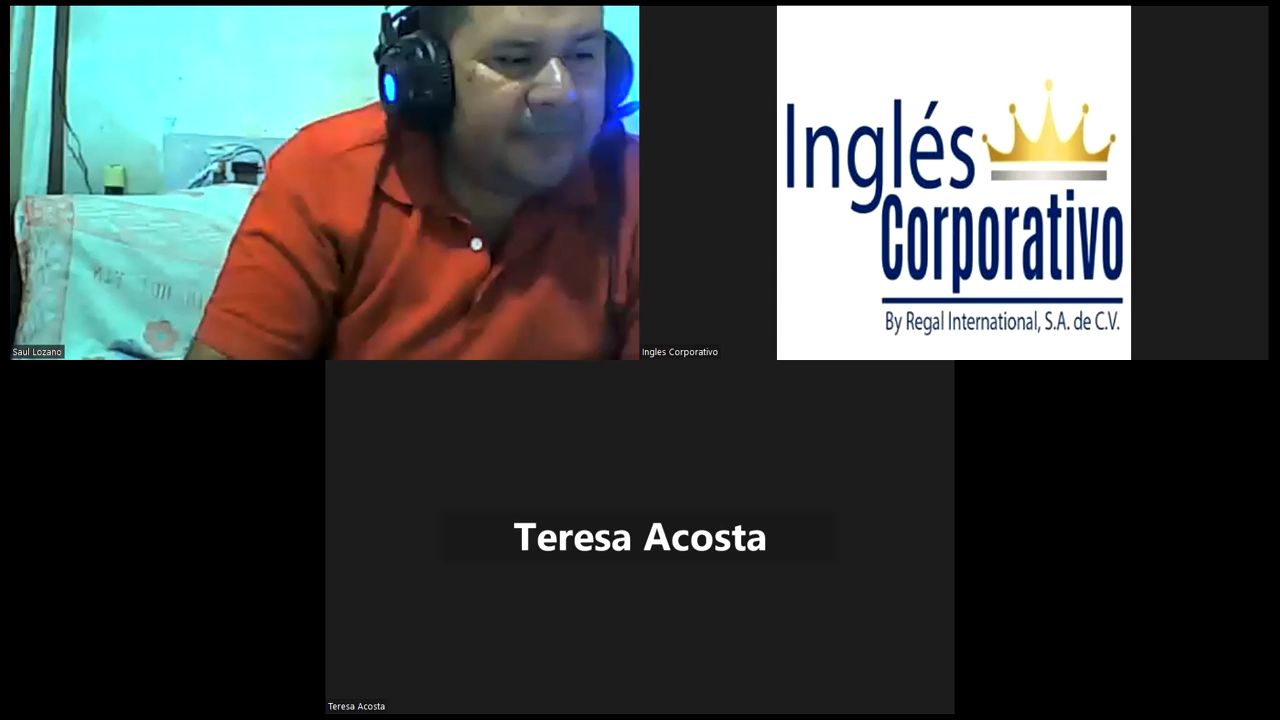 Saul Lozano
Inglés
Corporativo
By Regal International, S.A. de C.V.
Ingles Corporativo
Teresa Acosta
Teresa Acosta